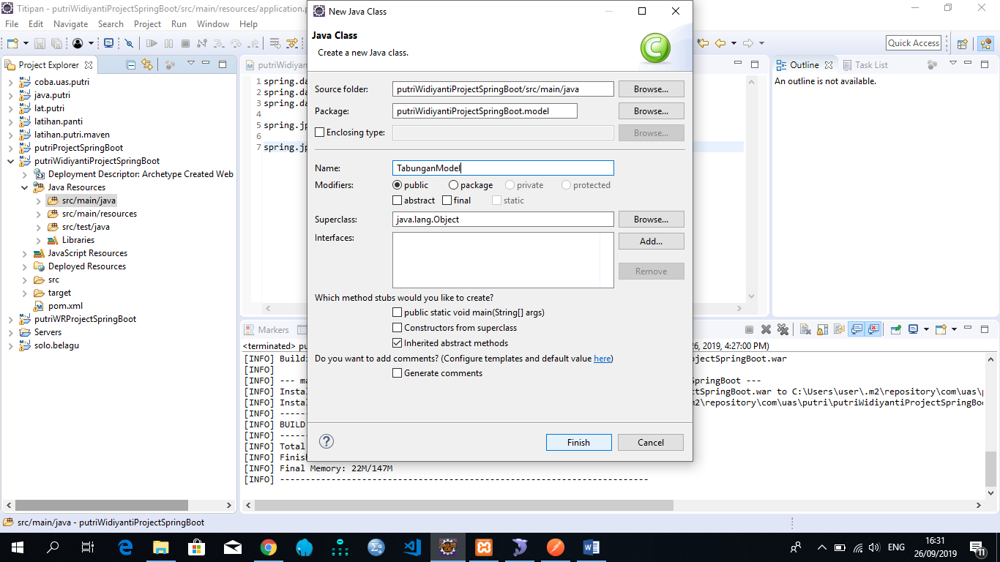 Titipan - putriWidiyantiProjectSpringBoot/src/main/resources/application.p
File Edit Navigate Search Project Run Window Help
Quick Access
Project Explorer
coba.uas.putri
java.putri
lat.putri
latihan.panti
latihan.putri.maven
putriProjectSpringBoot
putriWidiyantiProjectSpringBoot
Deployment Descriptor: Archetype Created Web
Java Resources
src/main/java
src/main/resources
src/test/java
Libraries
JavaScript Resources
Deployed Resources
src
target
pom.xml
putriWRProjectSpringBoot
Servers
solo.belagu
putriWidiyan
1 spring.da
2 spring.da
3 spring.da
4
5 spring.jp
6
7 spring.jp
New Java Class
Java Class
Create a new Java class.
Source folder: putriWidiyantiProjectSpringBoot/src/main/java Browse...
Package: putriWidiyantiProjectSpringBoot.model Browse...
Enclosing type: Browse...
Name: TabunganModel
Modifiers: public package private protected
abstract final static
Superclass: java.lang.Object Browse...
Interfaces: Add...
Remove
Which method stubs would you like to create?
public static void main(String[] args)
Constructors from superclass
Inherited abstract methods
Do you want to add comments? (Configure templates and default value here)
Generate comments
Finish Cancel
Outline Task List
An outline is not available.
Markers
<terminated> pu 26, 2019, 4:27:00 PM)
[INFO] Buildi ojectSpringBoot.war
[INFO]
[INFO] --- ma SpringBoot ---
[INFO] Instal ctSpringBoot.war to C:\Users\user\.m2\repository\com\uas\p
[INFO] Instal m2\repository\com\uas\putri\putriWidiyantiProjectSpringBoo
[INFO] -----
[INFO] BUILD
[INFO] -----
[INFO] Total
[INFO] Finish
[INFO] Final Memory: 22M/147M
[INFO] ------------------------------------------------------------------------
src/main/java - putriWidiyantiProjectSpringBoot
JAVA EE
IDE
ENG
16:31
26/09/2019
11